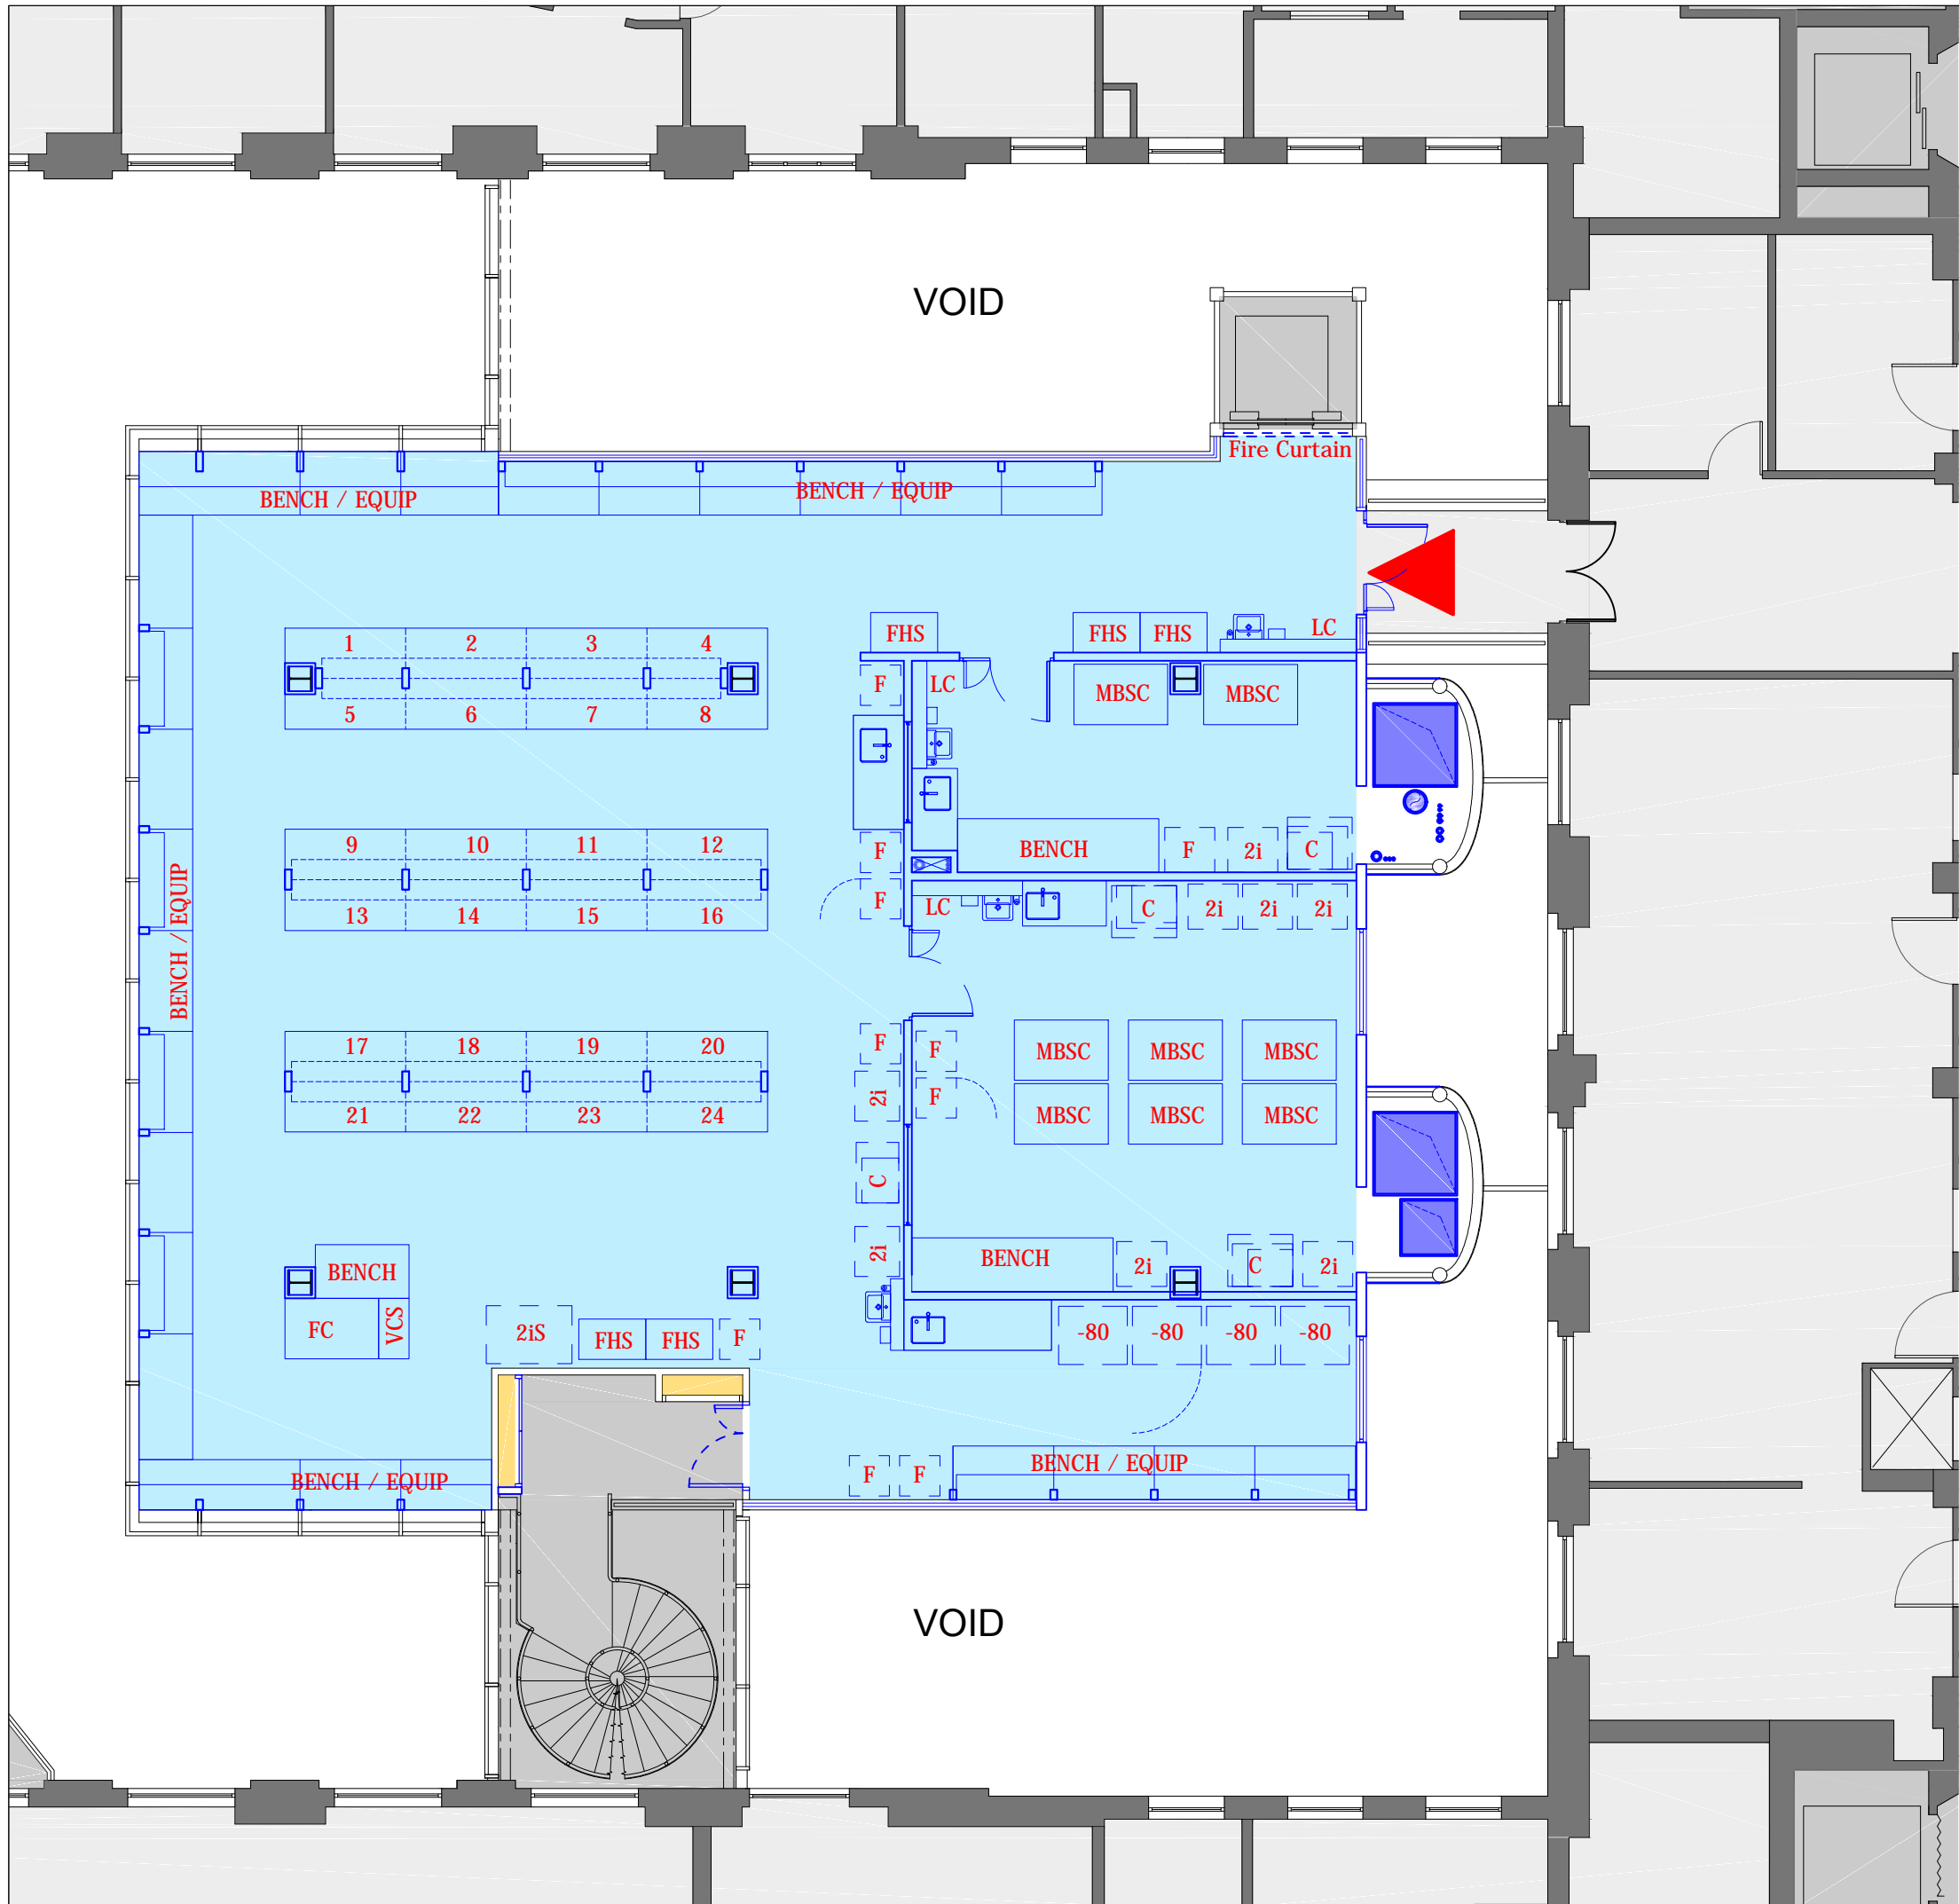 VOID
Fire Curtain
BENCH / EQUIP
BENCH / EQUIP
1 2 3 4
FHS
FHS FHS
LC
F
LC
MBSC MBSC
5 6 7 8
9 10 11 12
F
BENCH
F 2i C
F
LC
C 2i 2i 2i
13 14 15 16
BENCH / EQUIP
17 18 19 20
F
F
MBSC MBSC MBSC
2i
F
21 22 23 24
MBSC MBSC MBSC
C
2i
BENCH
2i C 2i
BENCH
FC
VCS
2iS
FHS FHS F
-80 -80 -80 -80
BENCH / EQUIP
F F
BENCH / EQUIP
VOID